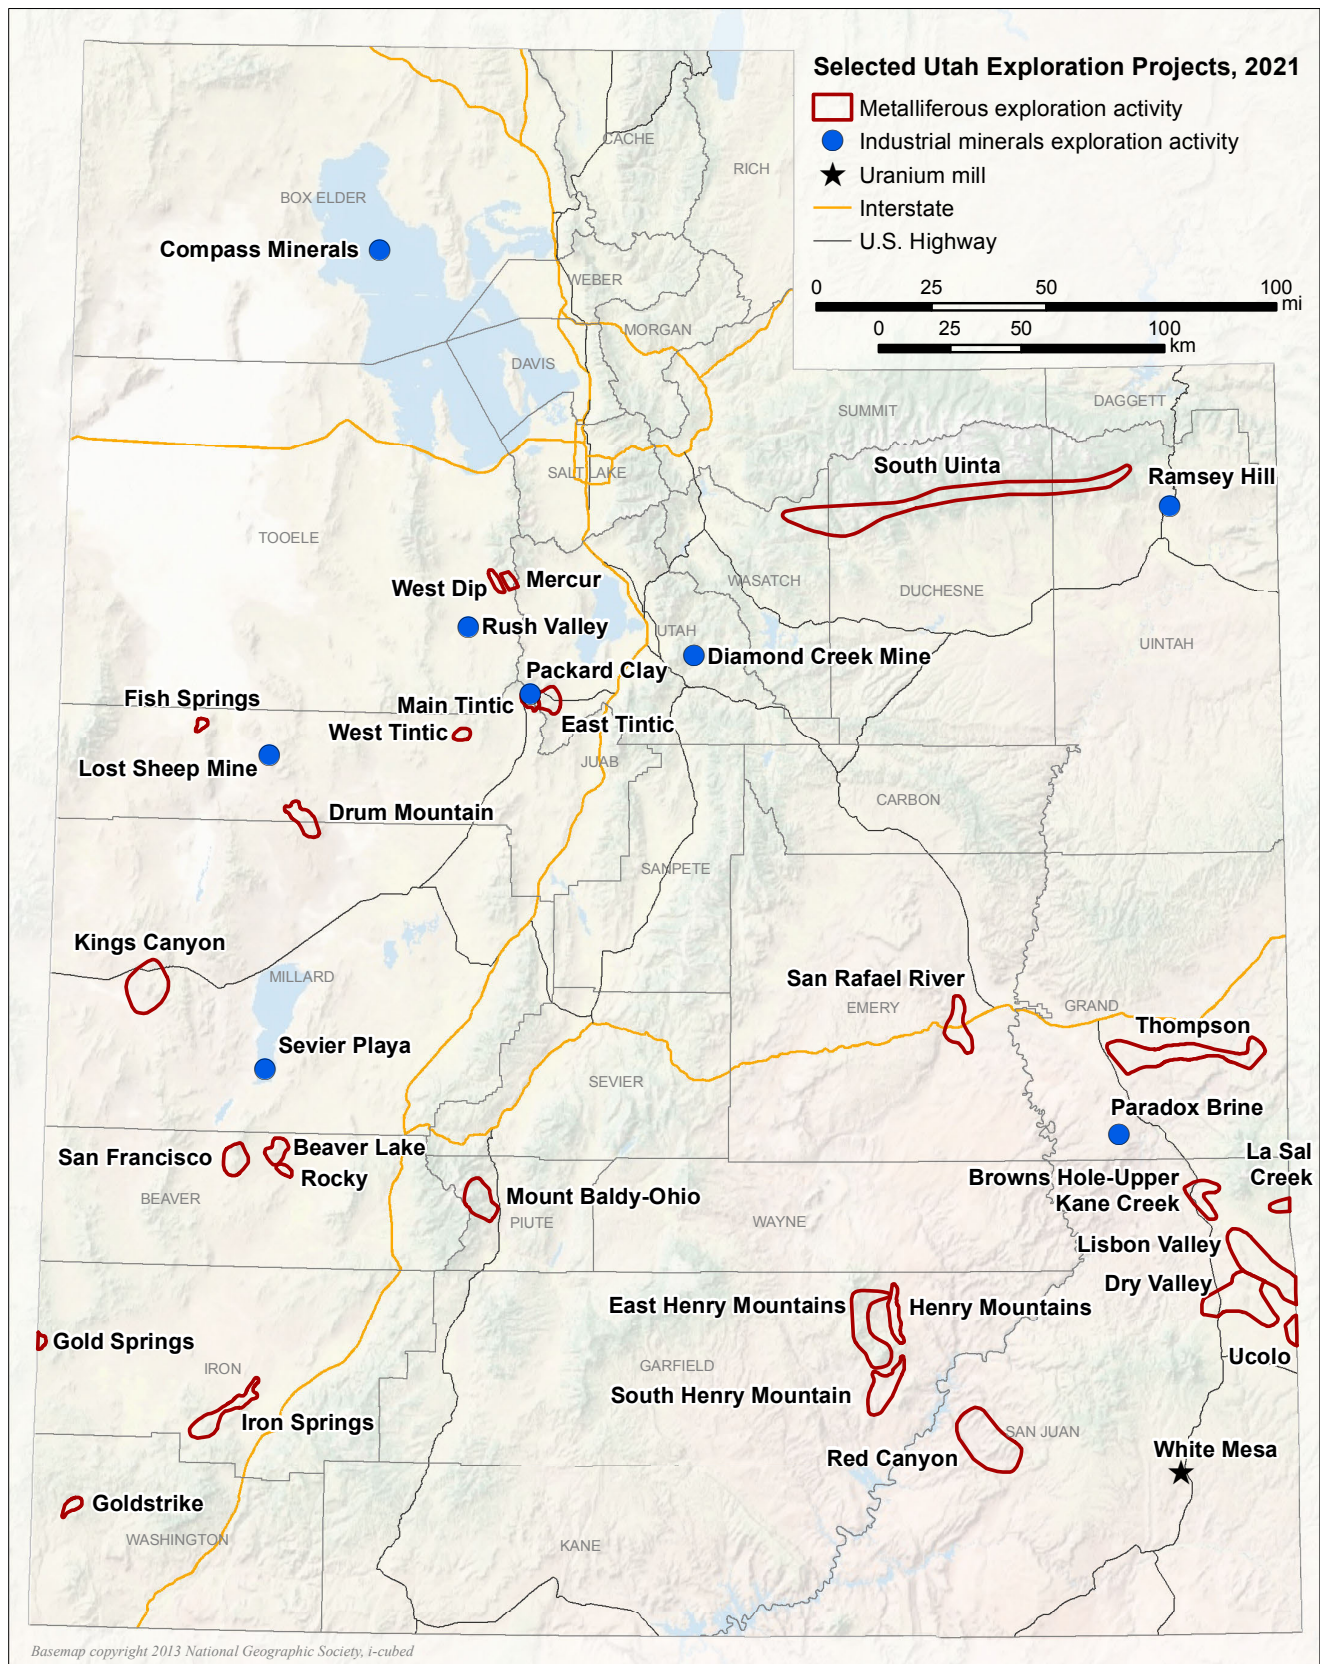 Selected Utah Exploration Projects, 2021
Metalliferous exploration activity
Industrial minerals exploration activity
Uranium mill
Interstate
U.S. Highway
0 25 50 100
mi
0 25 50 100
km
CACHE
RICH
BOX ELDER
Compass Minerals
WEBER
MORGAN
DAVIS
SUMMIT
DAGGETT
South Uinta
Ramsey Hill
SALT LAKE
TOOELE
West Dip
Mercur
WASATCH
DUCHESNE
Rush Valley
UTAH
UINTAH
Diamond Creek Mine
Packard Clay
Fish Springs
Main Tintic
East Tintic
West Tintic
Lost Sheep Mine
JUAB
CARBON
Drum Mountain
SANPETE
Kings Canyon
MILLARD
San Rafael River
EMERY
GRAND
Thompson
Sevier Playa
SEVIER
Paradox Brine
San Francisco
Beaver Lake
Rocky
La Sal
Creek
Browns Hole-Upper
Kane Creek
BEAVER
Mount Baldy-Ohio
PIUTE
WAYNE
Lisbon Valley
Dry Valley
East Henry Mountains
Henry Mountains
Gold Springs
Ucolo
IRON
GARFIELD
South Henry Mountain
Iron Springs
SAN JUAN
Red Canyon
White Mesa
Goldstrike
WASHINGTON
KANE
Basemap copyright 2013 National Geographic Society, i-cubed